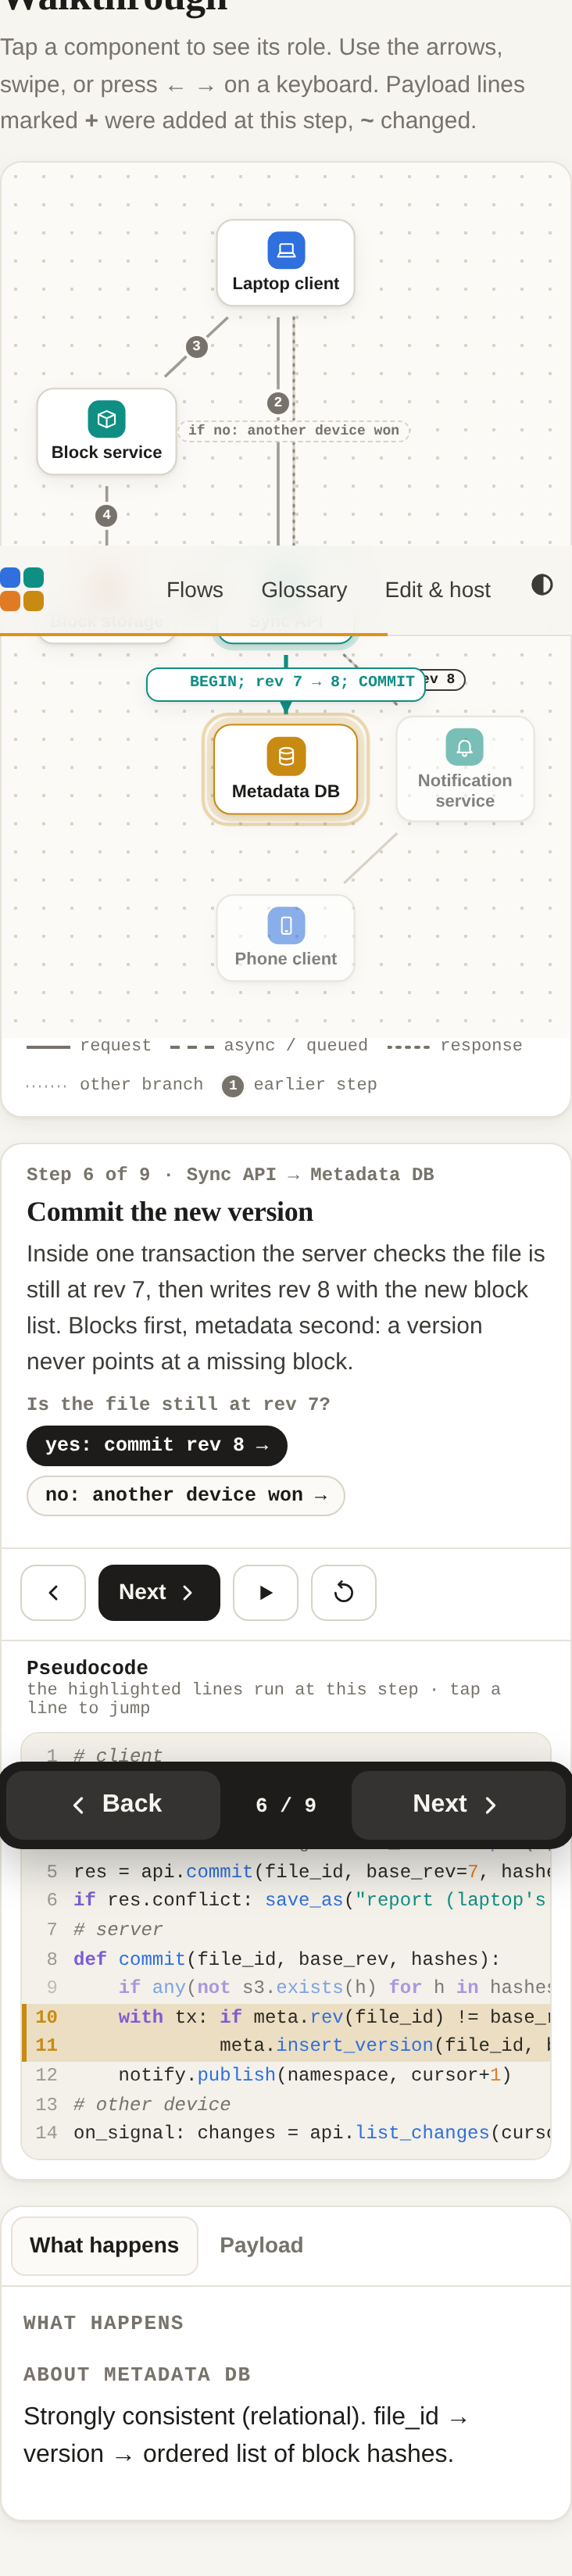 Walkthrough
Tap a component to see its role. Use the arrows,
swipe, or press ← → on a keyboard. Payload lines
marked + were added at this step, ~ changed.
Laptop client
3
2
if no: another device won
Block service
4
Flows
Glossary
Edit & host
Block storage
Sync API
BEGIN; rev 7 → 8; COMMIT
ev 8
Metadata DB
Notification
service
Phone client
request
async / queued
response
other branch
1 earlier step
Step 6 of 9 · Sync API → Metadata DB
Commit the new version
Inside one transaction the server checks the file is
still at rev 7, then writes rev 8 with the new block
list. Blocks first, metadata second: a version
never points at a missing block.
Is the file still at rev 7?
yes: commit rev 8 →
no: another device won →
Next
Pseudocode
the highlighted lines run at this step · tap a
line to jump
1 # client
Back
6 / 9
Next
5 res = api.commit(file_id, base_rev=7, hashe
6 if res.conflict: save_as("report (laptop's
7 # server
8 def commit(file_id, base_rev, hashes):
9 if any(not s3.exists(h) for h in hashes
10 with tx: if meta.rev(file_id) != base_r
11 meta.insert_version(file_id, b
12 notify.publish(namespace, cursor+1)
13 # other device
14 on_signal: changes = api.list_changes(curso
What happens
Payload
WHAT HAPPENS
ABOUT METADATA DB
Strongly consistent (relational). file_id →
version → ordered list of block hashes.